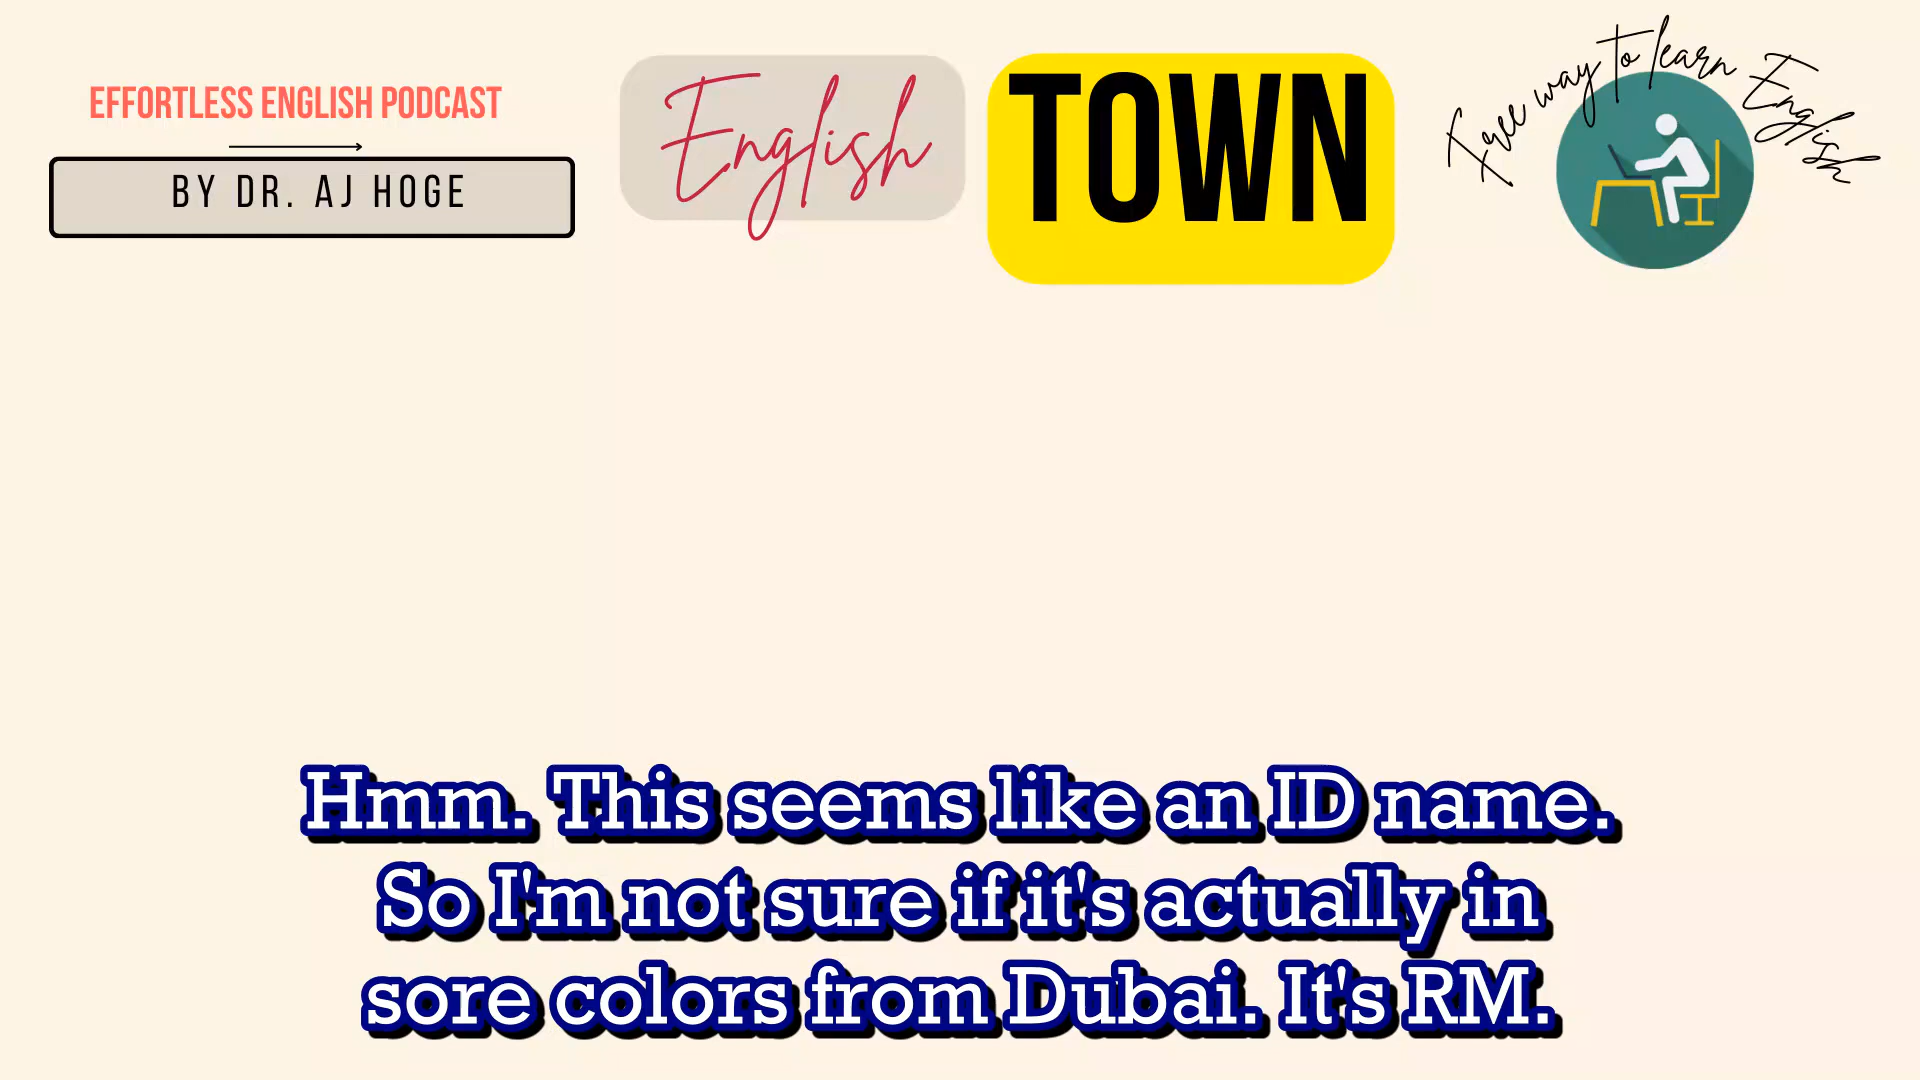 EFFORTLESS ENGLISH PODCAST
BY DR. AJ HOGE
English
TOWN
Free way to learn English
Hmm. This seems like an ID name.
So I'm not sure if it's actually in
sore colors from Dubai. It's RM.